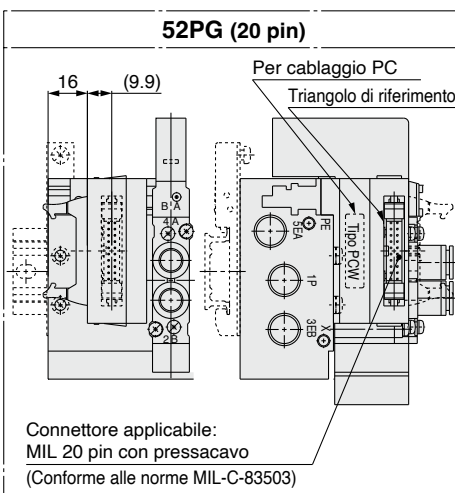 52PG (20 pin)
Per cablaggio PC
16
(9.9)
Triangolo di riferimento
B A
4 A
2 B
5EA
PE
1P
3EB
X
Tipo PCW
Connettore applicabile:
MIL 20 pin con pressacavo
(Conforme alle norme MIL-C-83503)